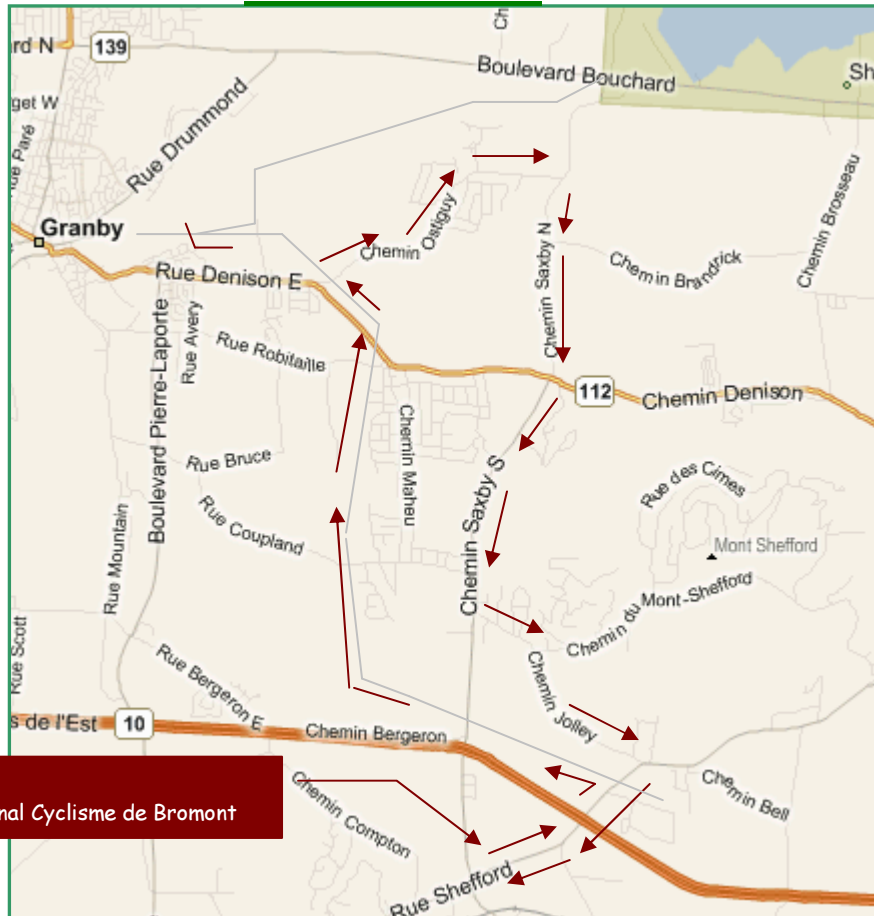 Ch
rd N
139
Boulevard Bouchard
Sh
get W
Rue Drummond
ue Paré
Granby
Chemin Brosseau
Chemin Ostiguy
Chemin Saxby N
Chemin Brandrick
Rue Denison E
Boulevard Pierre-Laporte
Rue Avery
Rue Robitaille
112
Chemin Denison
Chemin Maheu
Rue Bruce
Chemin Saxby S
Rue des Cimes
Rue Coupland
Mont Shefford
Rue Mountain
Chemin du Mont-Shefford
Rue Scott
Rue Bergeron E
Chemin Jolley
s de l'Est
10
Chemin Bergeron
Chemin Bell
Chemin Compton
nal Cyclisme de Bromont
Rue Shefford